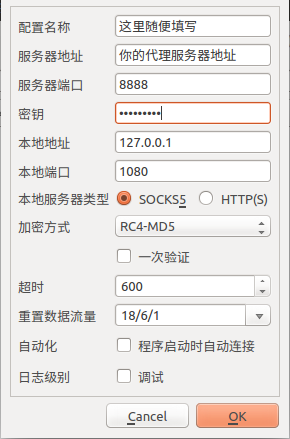 配置名称 这里随便填写
服务器地址 你的代理服务器地址
服务器端口 8888
密钥 •••••••••
本地地址 127.0.0.1
本地端口 1080
本地服务器类型 SOCKS5 HTTP(S)
加密方式 RC4-MD5
一次验证
超时 600
重置数据流量 18/6/1
自动化 程序启动时自动连接
日志级别 调试
Cancel OK